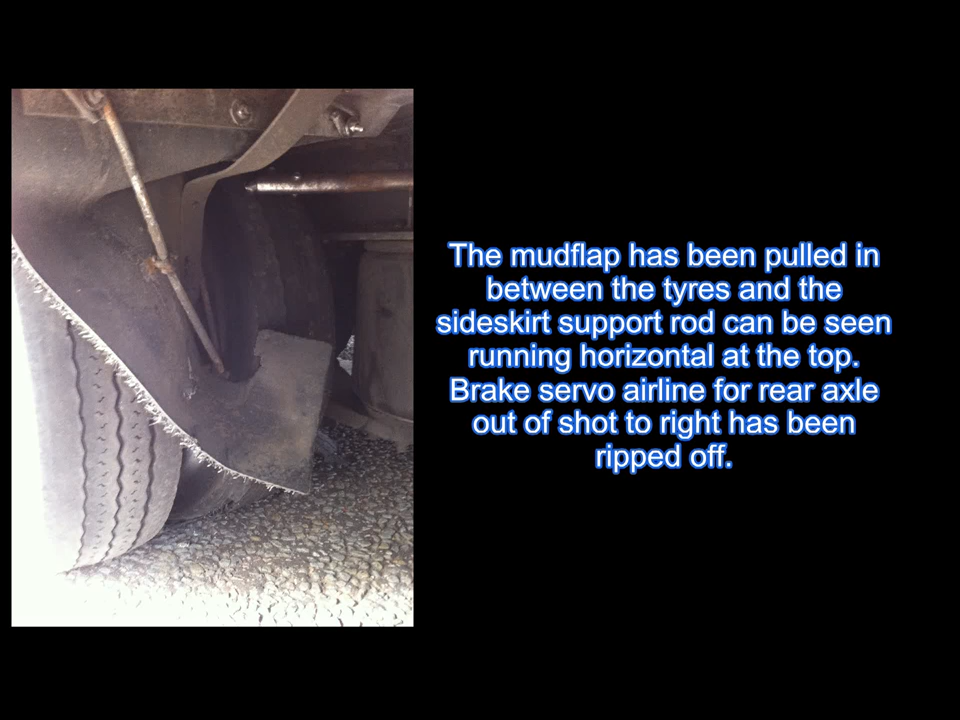 The mudflap has been pulled in
between the tyres and the
sideskirt support rod can be seen
running horizontal at the top.
Brake servo airline for rear axle
out of shot to right has been
ripped off.